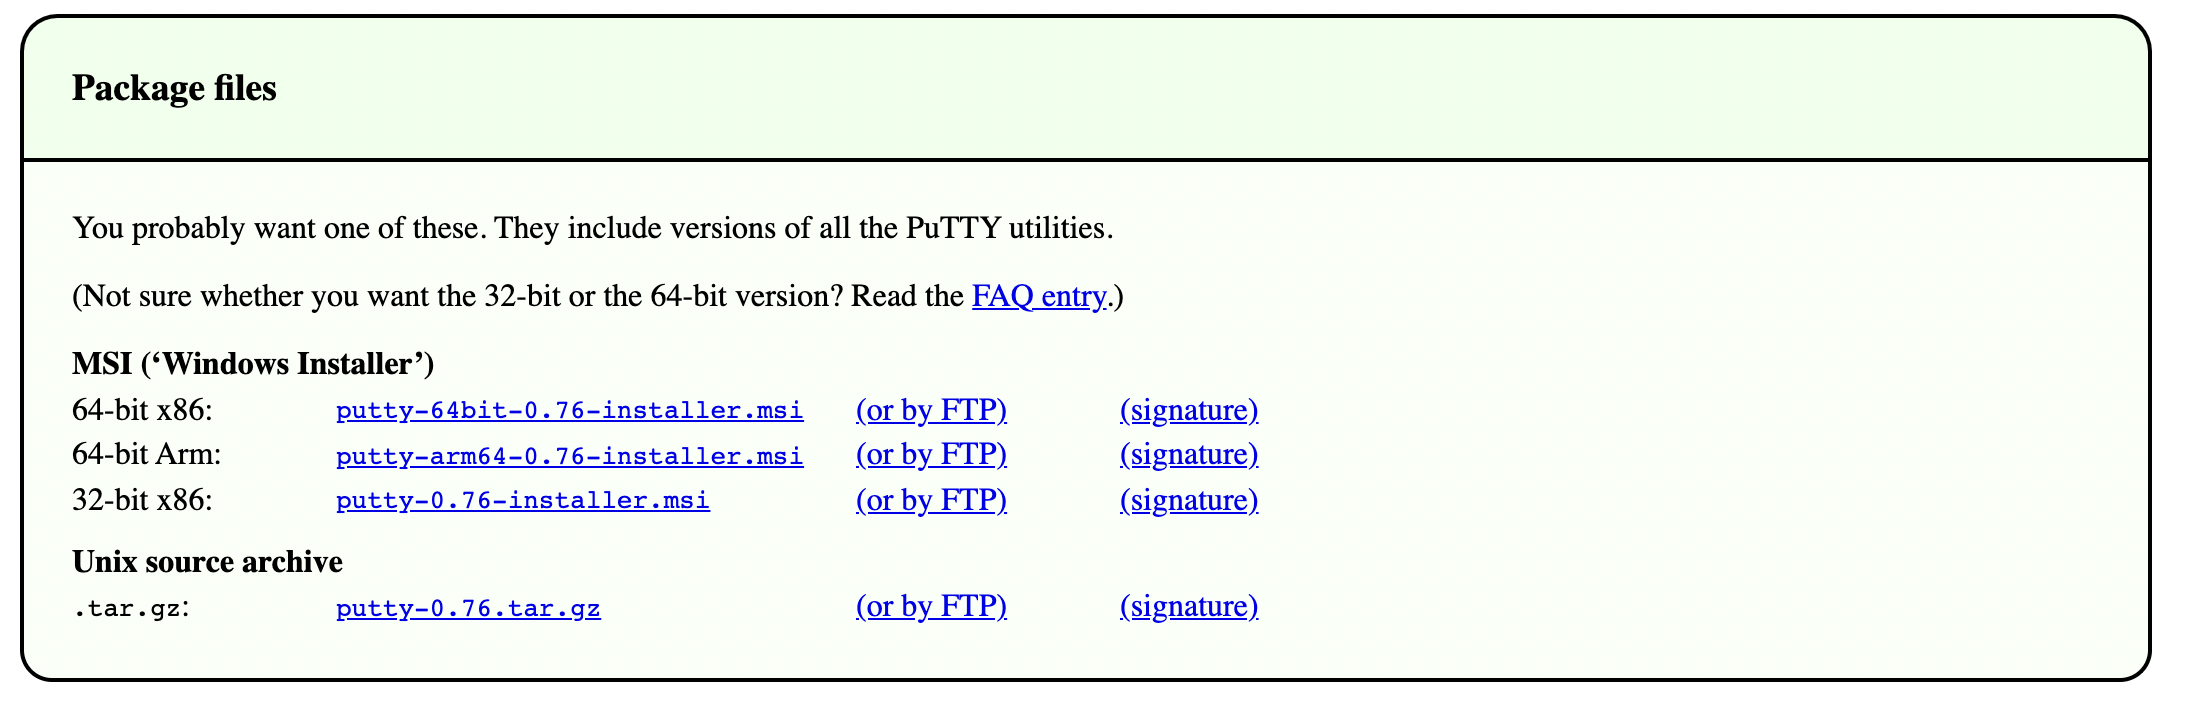 Package files
You probably want one of these. They include versions of all the PuTTY utilities.
(Not sure whether you want the 32-bit or the 64-bit version? Read the FAQ entry.)
MSI (‘Windows Installer’)
64-bit x86: putty-64bit-0.76-installer.msi (or by FTP) (signature)
64-bit Arm: putty-arm64-0.76-installer.msi (or by FTP) (signature)
32-bit x86: putty-0.76-installer.msi (or by FTP) (signature)
Unix source archive
.tar.gz: putty-0.76.tar.gz (or by FTP) (signature)